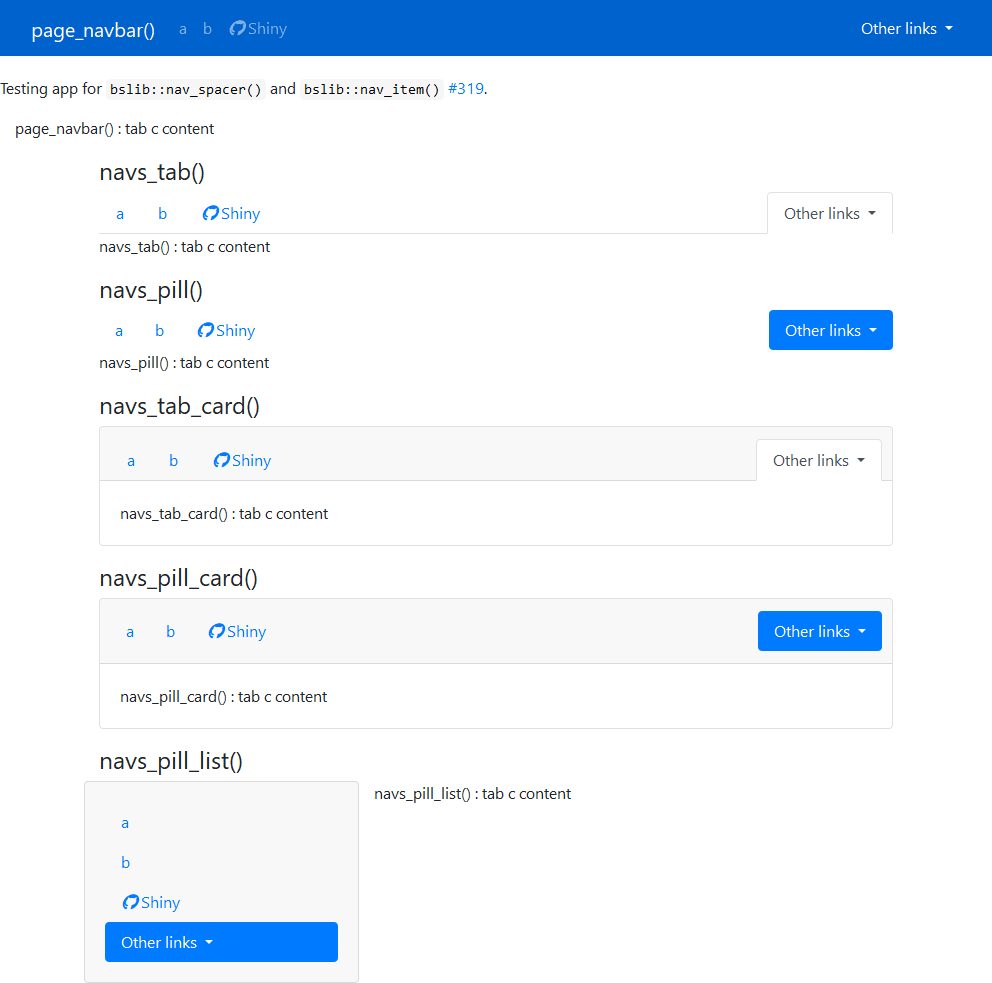 page_navbar() a b Shiny Other links
Testing app for bslib::nav_spacer() and bslib::nav_item() #319.
page_navbar() : tab c content
navs_tab()
a b Shiny Other links
navs_tab() : tab c content
navs_pill()
a b Shiny Other links
navs_pill() : tab c content
navs_tab_card()
a b Shiny Other links
navs_tab_card() : tab c content
navs_pill_card()
a b Shiny Other links
navs_pill_card() : tab c content
navs_pill_list()
navs_pill_list() : tab c content
a
b
Shiny
Other links